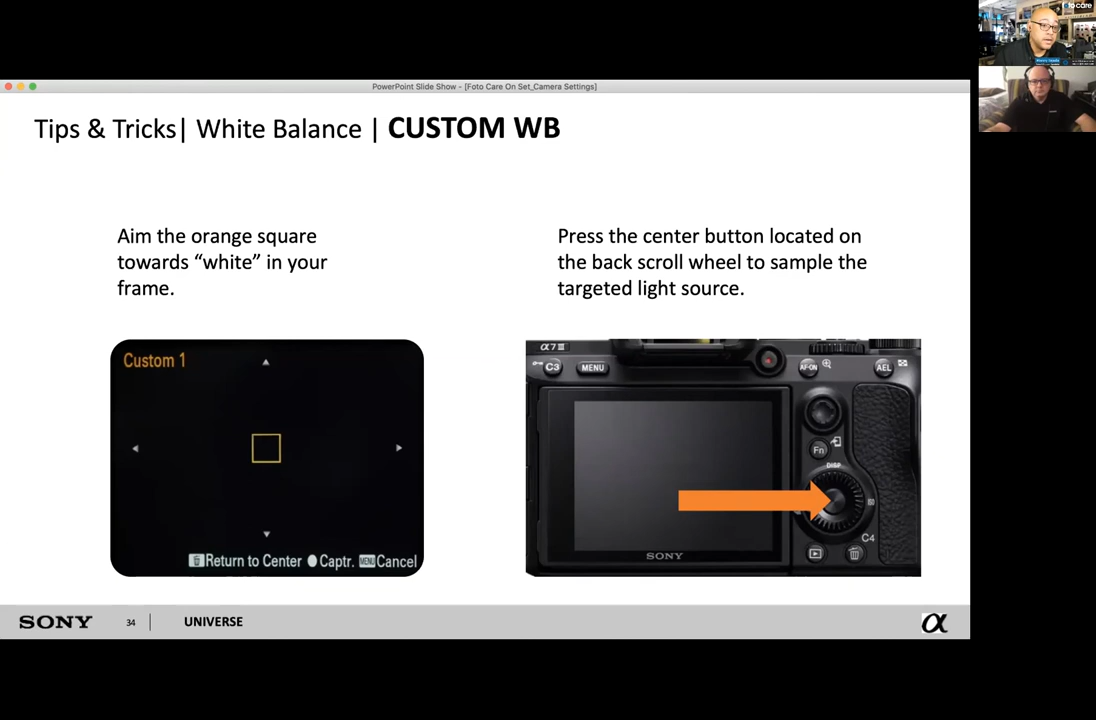 PowerPoint Slide Show - [Foto Care On Set_Camera Settings]
Tips & Tricks| White Balance | CUSTOM WB
Aim the orange square
towards “white” in your
frame.
Press the center button located on
the back scroll wheel to sample the
targeted light source.
Custom 1
Return to Center Captr. MENU Cancel
α7III
C3 MENU AF-ON AEL
Fn
DISP
C4
SONY
SONY 34 | UNIVERSE α
foto care